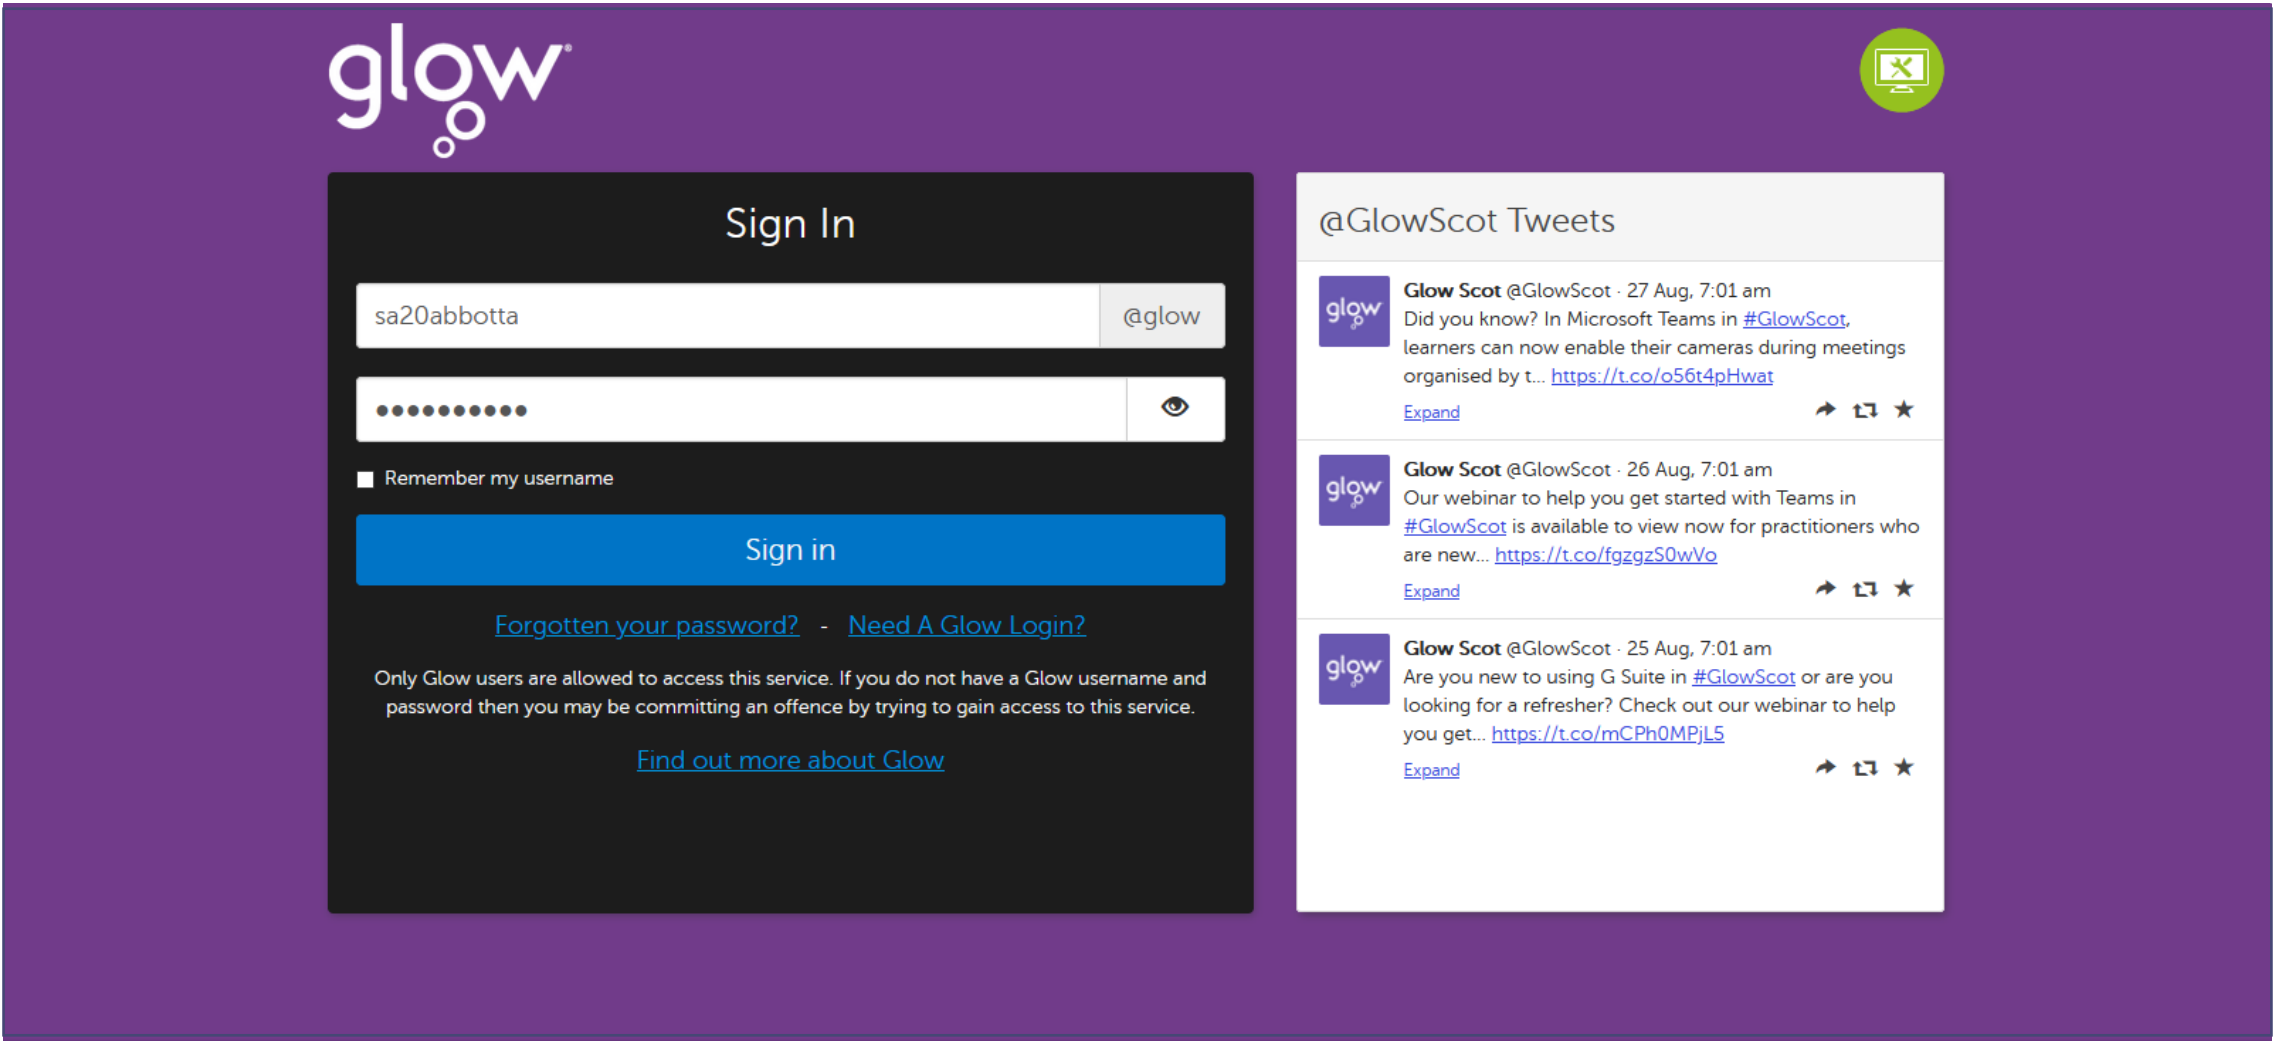 glow
Sign In
sa20abbotta
@glow
••••••••••
Remember my username
Sign in
Forgotten your password? - Need A Glow Login?
Only Glow users are allowed to access this service. If you do not have a Glow username and
password then you may be committing an offence by trying to gain access to this service.
Find out more about Glow
@GlowScot Tweets
glow
Glow Scot @GlowScot · 27 Aug, 7:01 am
Did you know? In Microsoft Teams in #GlowScot,
learners can now enable their cameras during meetings
organised by t... https://t.co/o56t4pHwat
Expand
glow
Glow Scot @GlowScot · 26 Aug, 7:01 am
Our webinar to help you get started with Teams in
#GlowScot is available to view now for practitioners who
are new... https://t.co/fgzgzS0wVo
Expand
glow
Glow Scot @GlowScot · 25 Aug, 7:01 am
Are you new to using G Suite in #GlowScot or are you
looking for a refresher? Check out our webinar to help
you get... https://t.co/mCPh0MPjL5
Expand